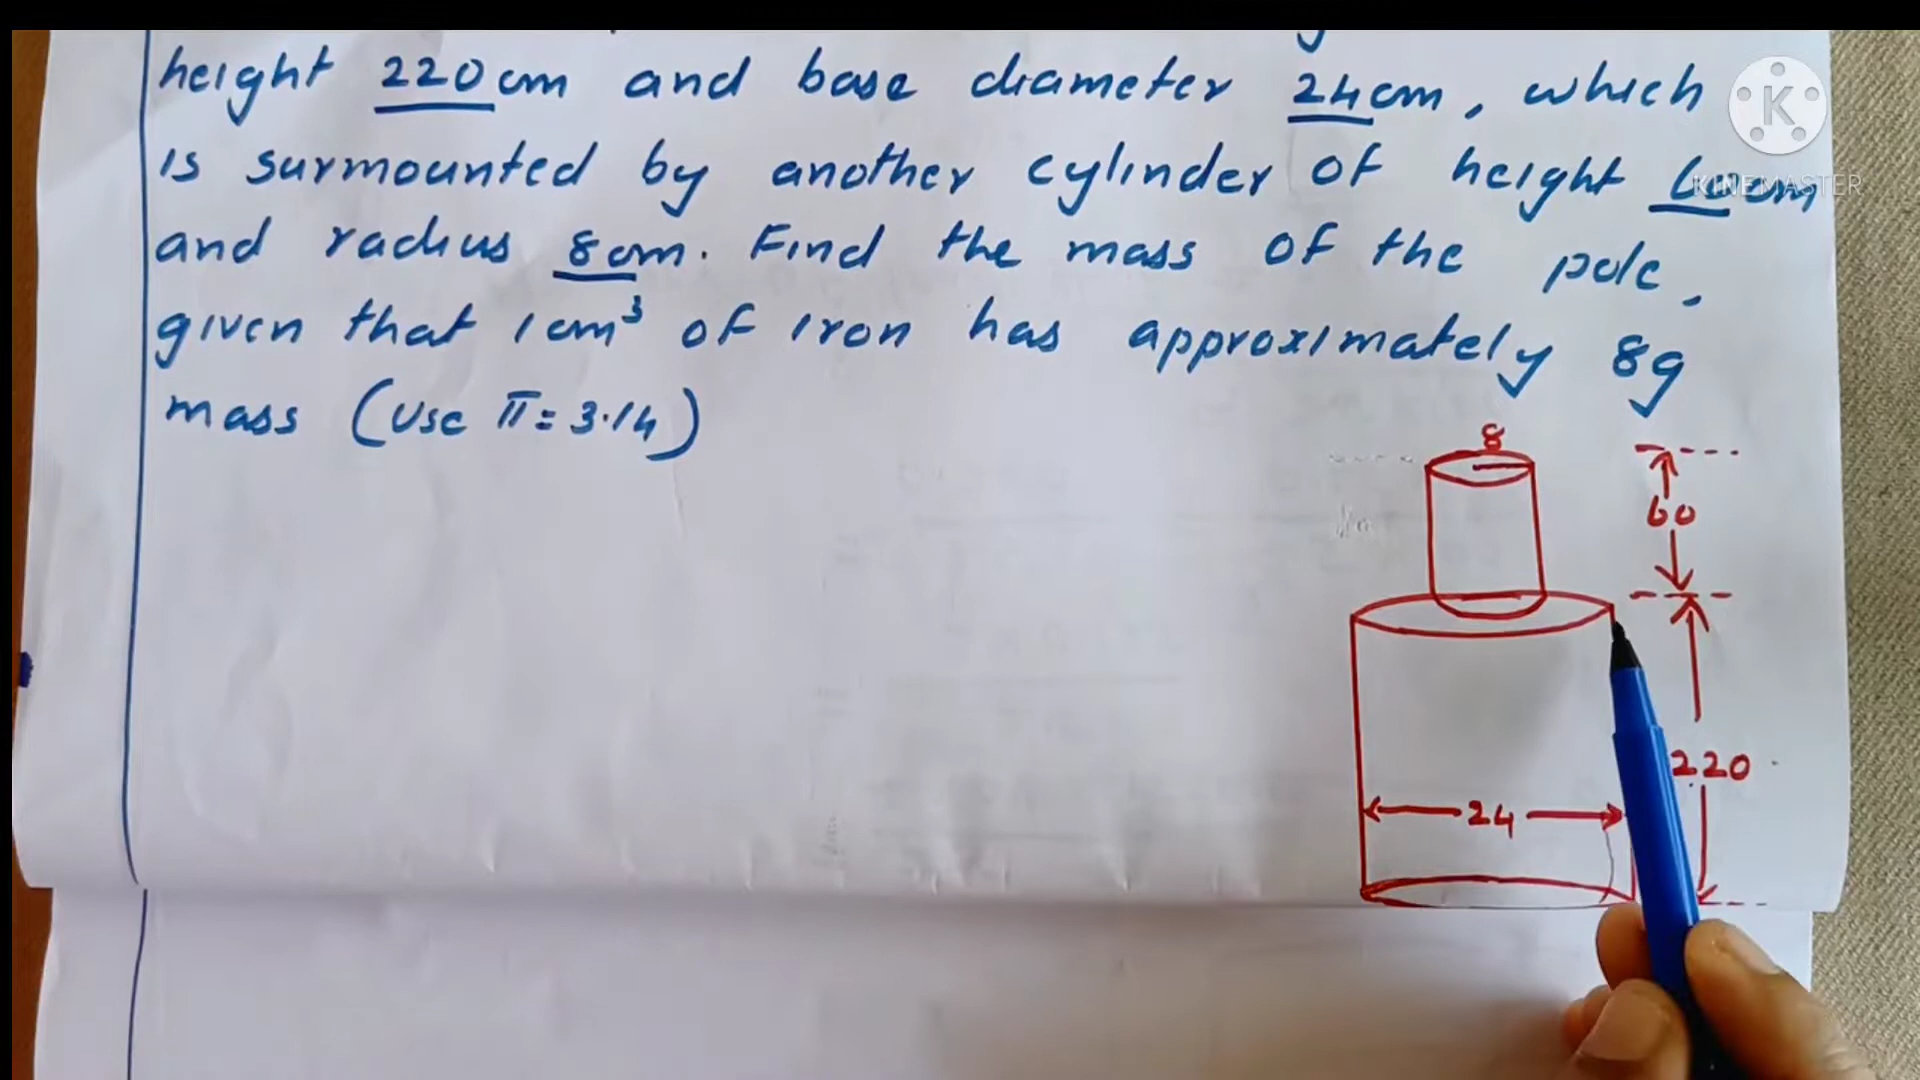 height 220cm and base diameter 24cm, which
is surmounted by another cylinder of height 60cm
and radius 8cm. Find the mass of the pole,
given that 1cm³ of iron has approximately 8g
mass (Use π = 3.14)
8
60
220
24
K
KINEMASTER